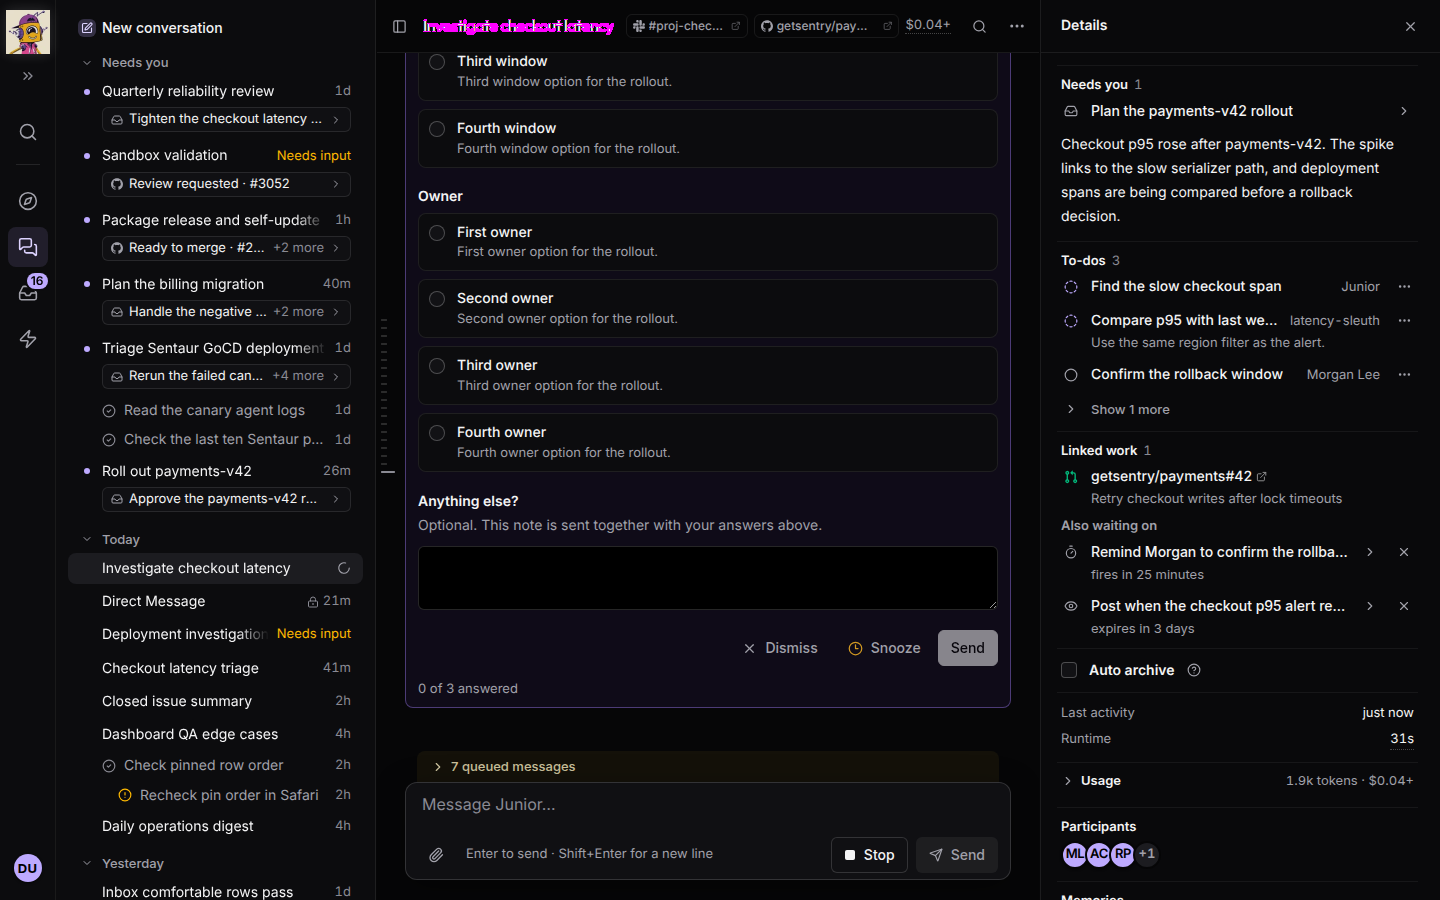 New conversation
Needs you
Quarterly reliability review 1d
Tighten the checkout latency ...
Sandbox validation Needs input
Review requested · #3052
Package release and self-update 1h
Ready to merge · #2... +2 more
Plan the billing migration 40m
Handle the negative ... +2 more
Triage Sentaur GoCD deployment 1d
Rerun the failed can... +4 more
Read the canary agent logs 1d
Check the last ten Sentaur p... 1d
Roll out payments-v42 26m
Approve the payments-v42 r...
Today
Investigate checkout latency
Direct Message 21m
Deployment investigation Needs input
Checkout latency triage 41m
Closed issue summary 2h
Dashboard QA edge cases 4h
Check pinned row order 2h
Recheck pin order in Safari 2h
Daily operations digest 4h
Yesterday
Inbox comfortable rows pass 1d
16
DU
Investigate checkout latency
#proj-chec...
getsentry/pay...
$0.04+
Third window
Third window option for the rollout.
Fourth window
Fourth window option for the rollout.
Owner
First owner
First owner option for the rollout.
Second owner
Second owner option for the rollout.
Third owner
Third owner option for the rollout.
Fourth owner
Fourth owner option for the rollout.
Anything else?
Optional. This note is sent together with your answers above.
Dismiss
Snooze
Send
0 of 3 answered
7 queued messages
Message Junior...
Enter to send · Shift+Enter for a new line
Stop
Send
Details
Needs you 1
Plan the payments-v42 rollout
Checkout p95 rose after payments-v42. The spike
links to the slow serializer path, and deployment
spans are being compared before a rollback
decision.
To-dos 3
Find the slow checkout span Junior
Compare p95 with last we... latency-sleuth
Use the same region filter as the alert.
Confirm the rollback window Morgan Lee
Show 1 more
Linked work 1
getsentry/payments#42
Retry checkout writes after lock timeouts
Also waiting on
Remind Morgan to confirm the rollba...
fires in 25 minutes
Post when the checkout p95 alert re...
expires in 3 days
Auto archive
Last activity just now
Runtime 31s
Usage 1.9k tokens · $0.04+
Participants
ML AC RP +1